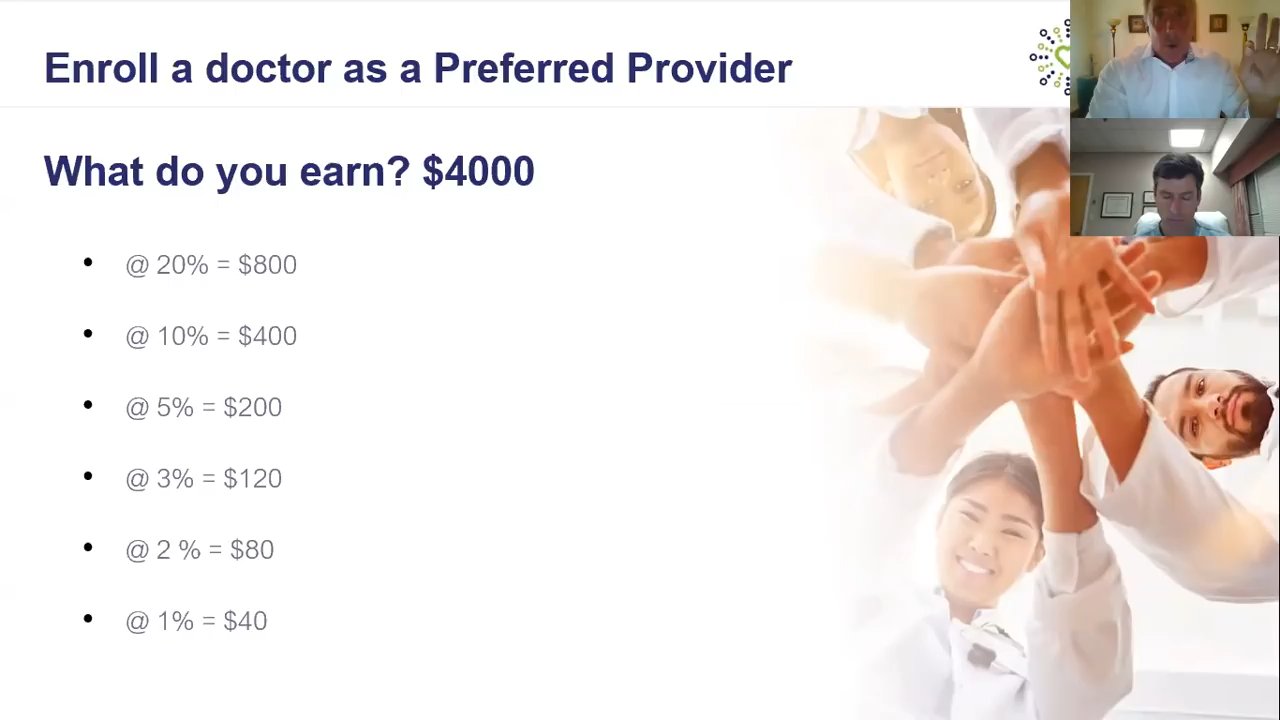 Enroll a doctor as a Preferred Provider
What do you earn? $4000
@ 20% = $800
@ 10% = $400
@ 5% = $200
@ 3% = $120
@ 2 % = $80
@ 1% = $40